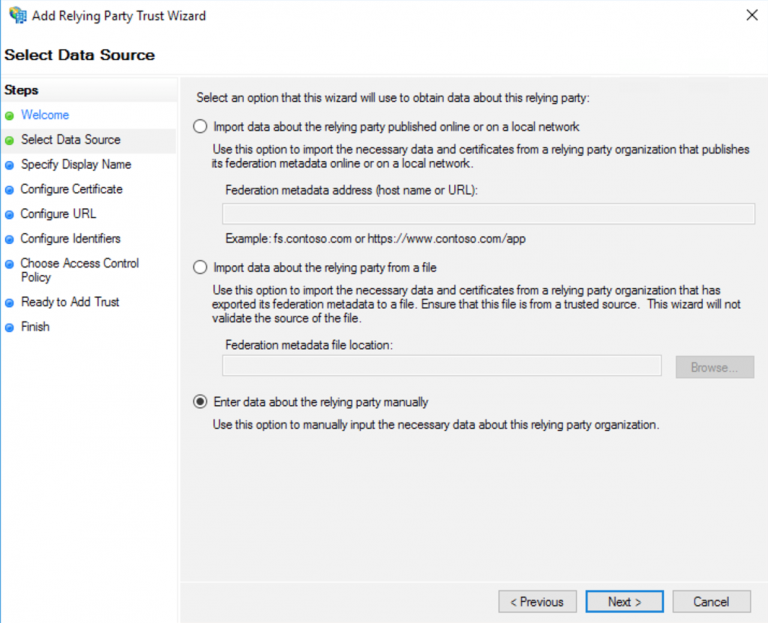 Add Relying Party Trust Wizard
Select Data Source
Steps
Welcome
Select Data Source
Specify Display Name
Configure Certificate
Configure URL
Configure Identifiers
Choose Access Control
Policy
Ready to Add Trust
Finish
Select an option that this wizard will use to obtain data about this relying party:
Import data about the relying party published online or on a local network
Use this option to import the necessary data and certificates from a relying party organization that publishes
its federation metadata online or on a local network.
Federation metadata address (host name or URL):
Example: fs.contoso.com or https://www.contoso.com/app
Import data about the relying party from a file
Use this option to import the necessary data and certificates from a relying party organization that has
exported its federation metadata to a file. Ensure that this file is from a trusted source. This wizard will not
validate the source of the file.
Federation metadata file location:
Browse...
Enter data about the relying party manually
Use this option to manually input the necessary data about this relying party organization.
< Previous
Next >
Cancel